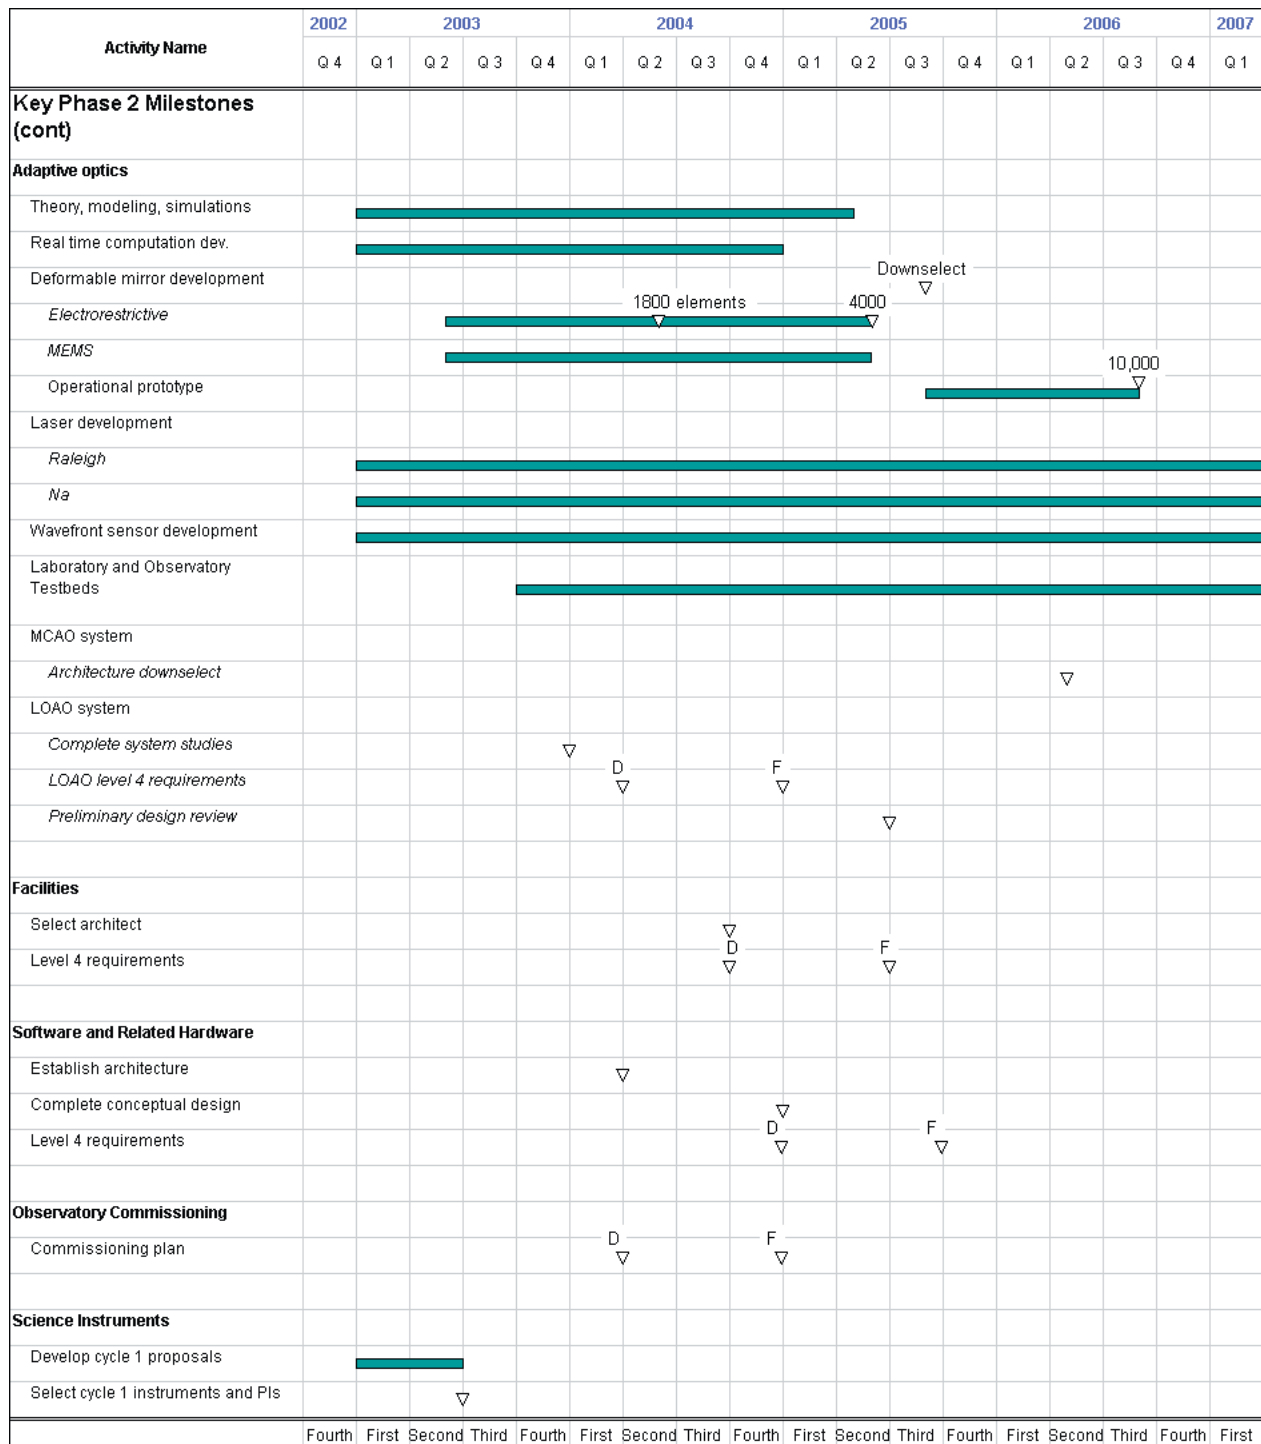 2002 2003 2004 2005 2006 2007
Activity Name
Q 4 Q 1 Q 2 Q 3 Q 4 Q 1 Q 2 Q 3 Q 4 Q 1 Q 2 Q 3 Q 4 Q 1 Q 2 Q 3 Q 4 Q 1
Key Phase 2 Milestones
(cont)
Adaptive optics
Theory, modeling, simulations
Real time computation dev.
Downselect
Deformable mirror development
1800 elements 4000
Electrorestrictive
MEMS
10,000
Operational prototype
Laser development
Raleigh
Na
Wavefront sensor development
Laboratory and Observatory
Testbeds
MCAO system
Architecture downselect
LOAO system
Complete system studies
D F
LOAO level 4 requirements
Preliminary design review
Facilities
Select architect
D F
Level 4 requirements
Software and Related Hardware
Establish architecture
Complete conceptual design
D F
Level 4 requirements
Observatory Commissioning
D F
Commissioning plan
Science Instruments
Develop cycle 1 proposals
Select cycle 1 instruments and PIs
Fourth First Second Third Fourth First Second Third Fourth First Second Third Fourth First Second Third Fourth First